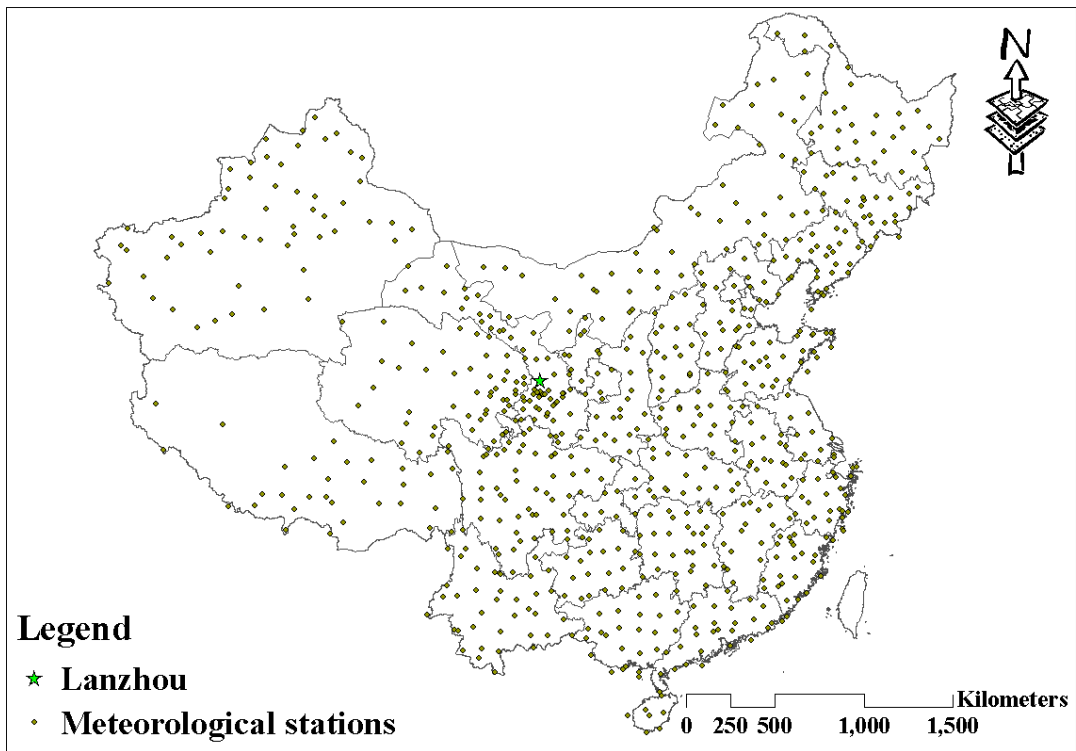 N
Legend
Lanzhou
Meteorological stations
Kilometers
0 250 500 1,000 1,500